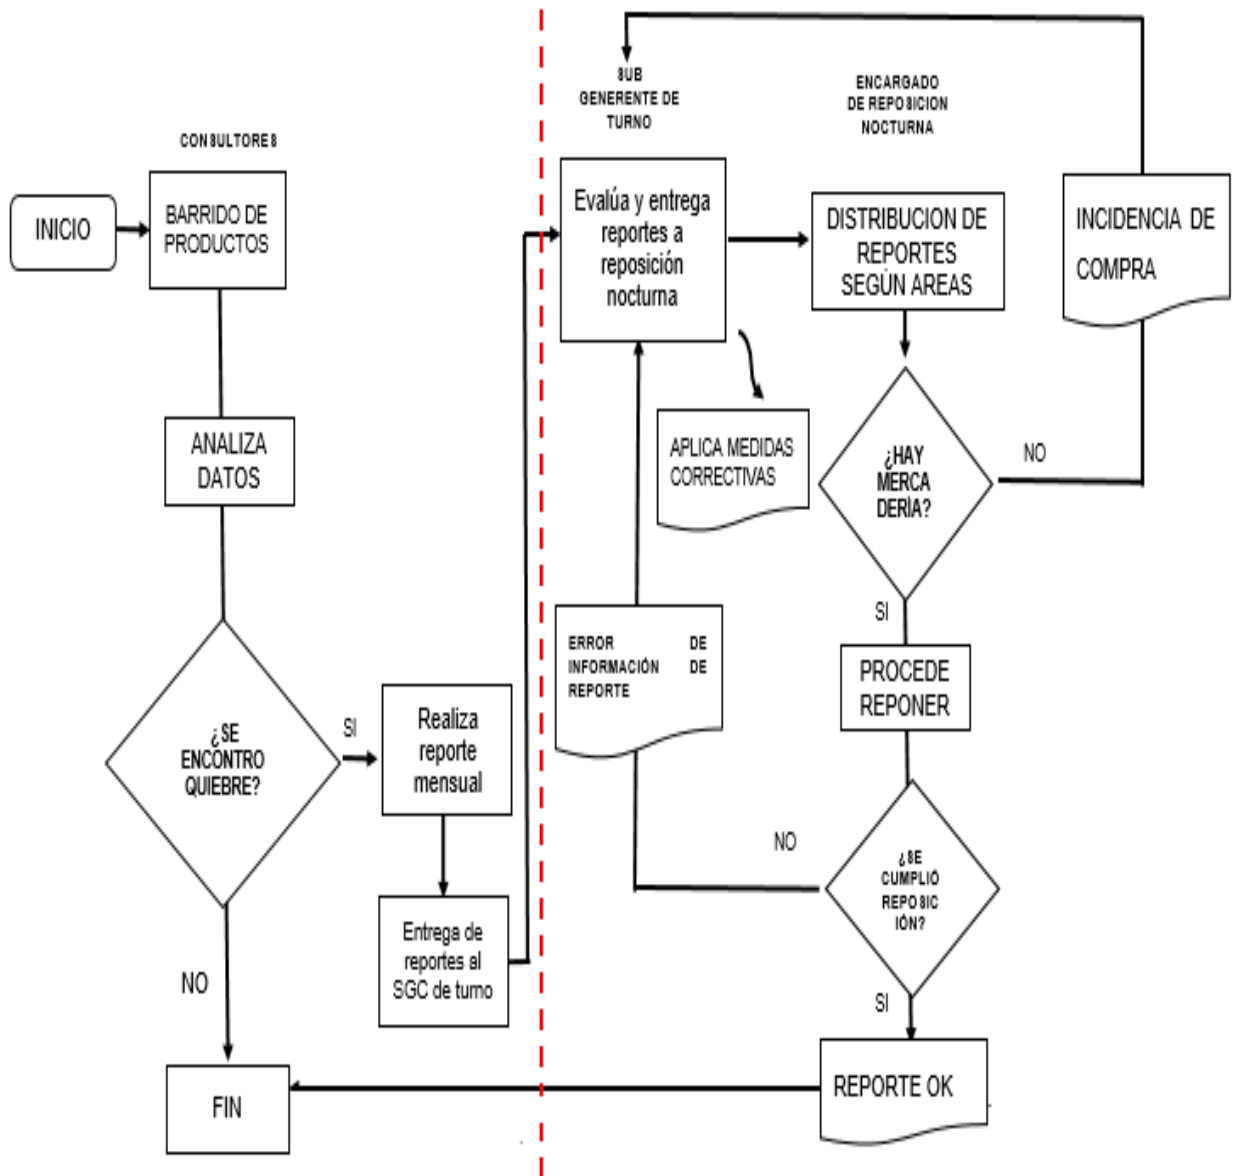 CONSULTORES
INICIO
BARRIDO DE
PRODUCTOS
ANALIZA
DATOS
¿SE
ENCONTRO
QUIEBRE?
SI
NO
Realiza
reporte
mensual
Entrega de
reportes al
SGC de turno
FIN
SUB
GENERENTE DE
TURNO
ENCARGADO
DE REPOSICION
NOCTURNA
Evalúa y entrega
reportes a
reposición
nocturna
DISTRIBUCION DE
REPORTES
SEGÚN AREAS
INCIDENCIA DE
COMPRA
APLICA MEDIDAS
CORRECTIVAS
¿HAY
MERCA
DERÌA?
NO
SI
ERROR DE
INFORMACIÓN DE
REPORTE
PROCEDE
REPONER
NO
¿SE
CUMPLIÓ
REPOSIC
IÓN?
SI
REPORTE OK